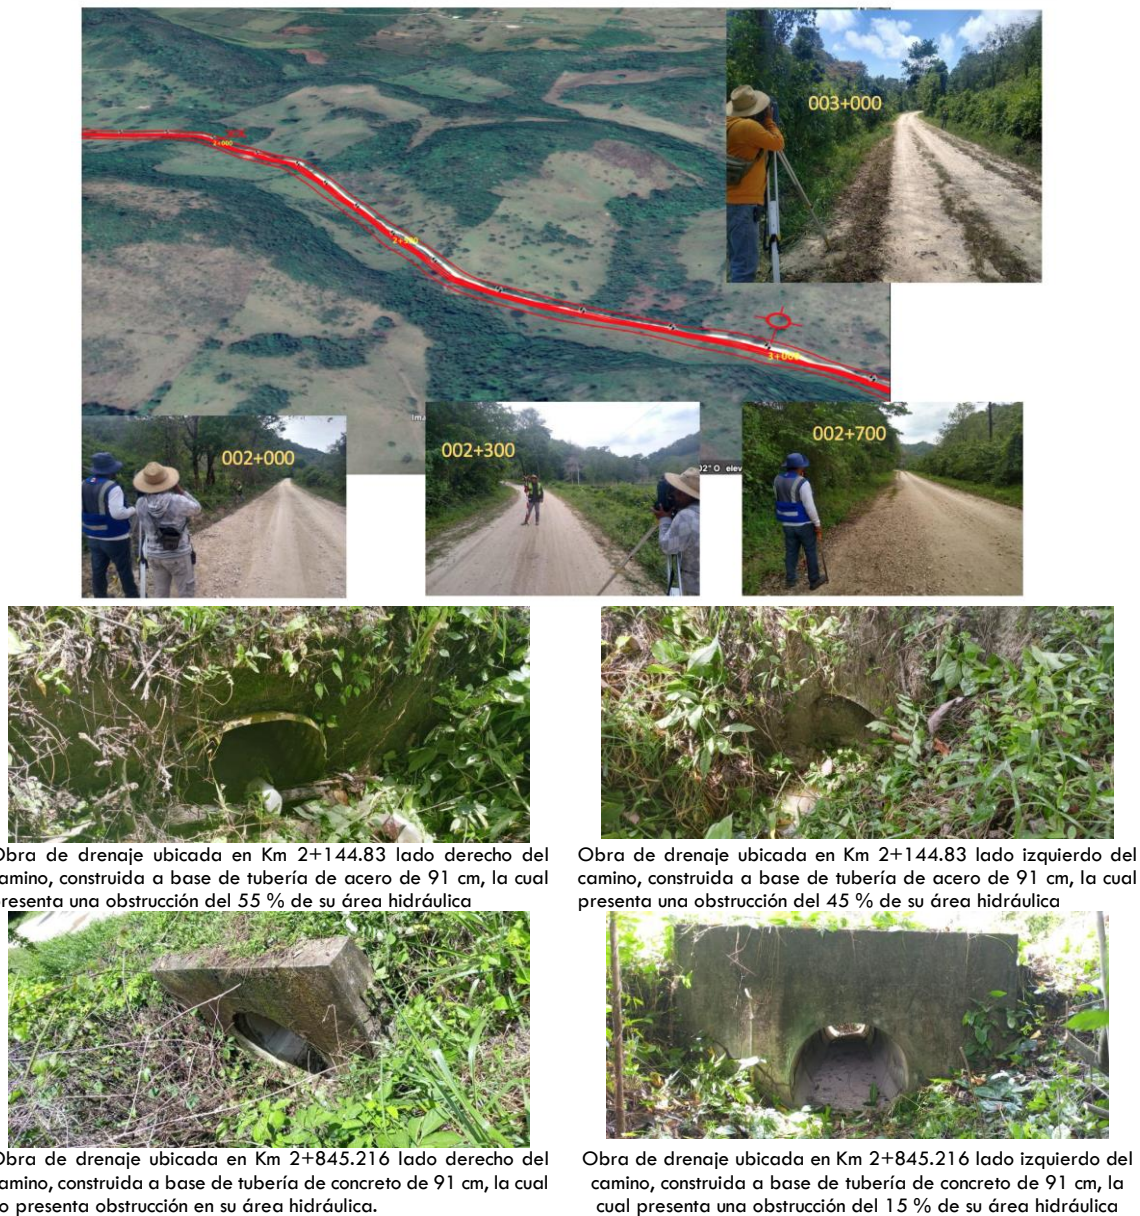 003+000
2+000
3+000
002+000
002+300
002+700
02° O elev
Obra de drenaje ubicada en Km 2+144.83 lado derecho del
camino, construida a base de tubería de acero de 91 cm, la cual
presenta una obstrucción del 55 % de su área hidráulica
Obra de drenaje ubicada en Km 2+144.83 lado izquierdo del
camino, construida a base de tubería de acero de 91 cm, la cual
presenta una obstrucción del 45 % de su área hidráulica
Obra de drenaje ubicada en Km 2+845.216 lado derecho del
camino, construida a base de tubería de concreto de 91 cm, la cual
no presenta obstrucción en su área hidráulica.
Obra de drenaje ubicada en Km 2+845.216 lado izquierdo del
camino, construida a base de tubería de concreto de 91 cm, la
cual presenta una obstrucción del 15 % de su área hidráulica